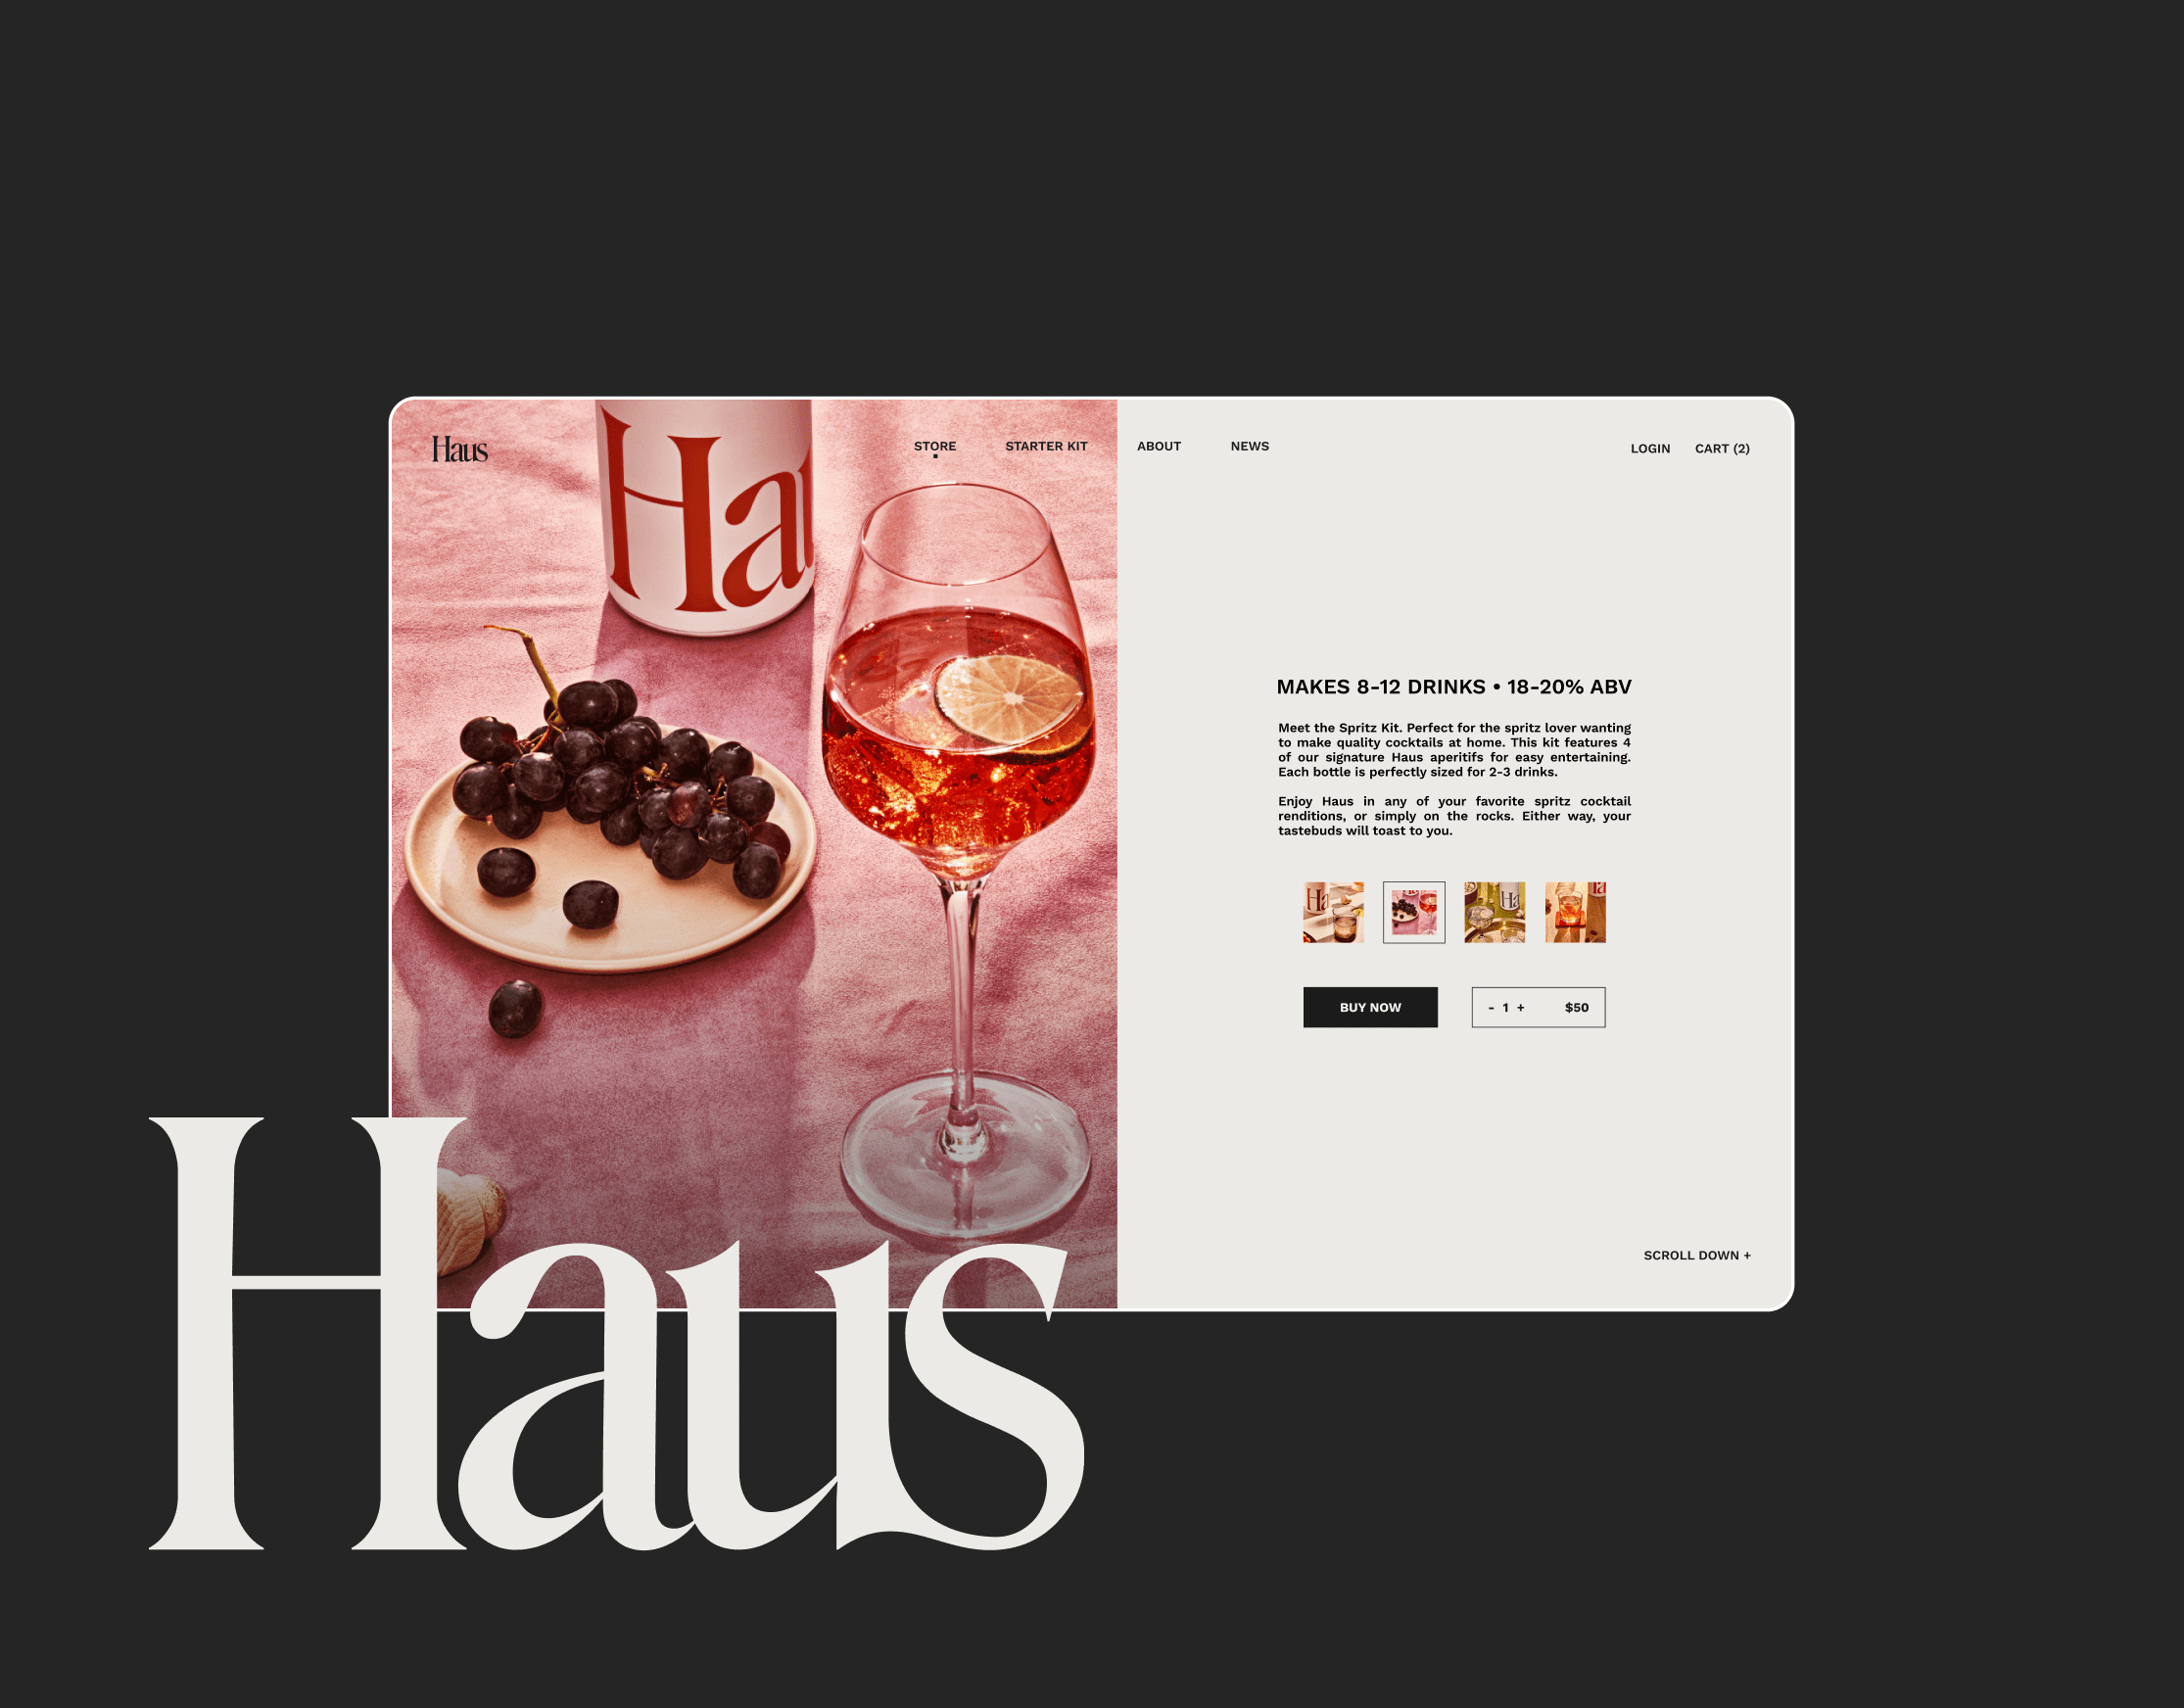 Haus
STORE
STARTER KIT
ABOUT
NEWS
LOGIN
CART (2)
Ha
MAKES 8-12 DRINKS • 18-20% ABV
Meet the Spritz Kit. Perfect for the spritz lover wanting
to make quality cocktails at home. This kit features 4
of our signature Haus aperitifs for easy entertaining.
Each bottle is perfectly sized for 2-3 drinks.
Enjoy Haus in any of your favorite spritz cocktail
renditions, or simply on the rocks. Either way, your
tastebuds will toast to you.
Ha
Ha
BUY NOW
- 1 +
$50
SCROLL DOWN +
Haus